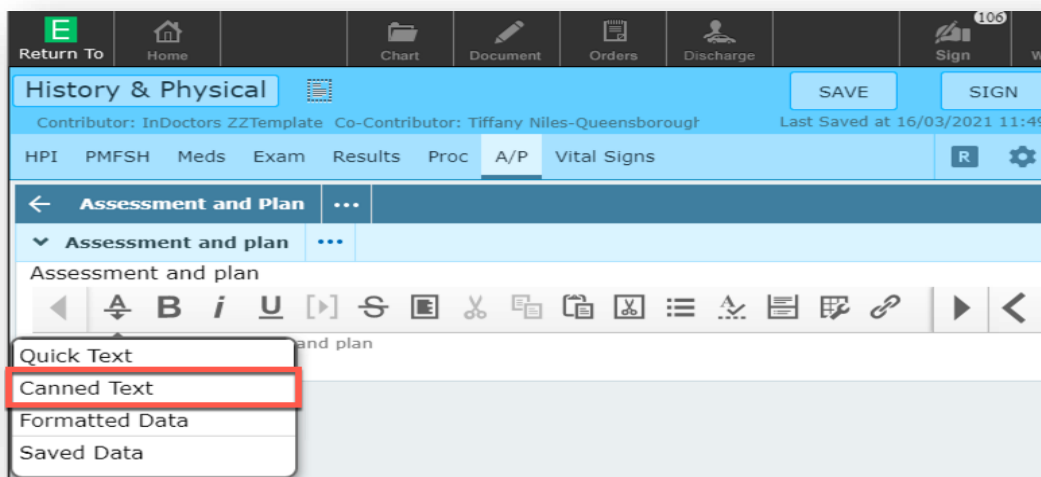 E
106
Return To Home Chart Document Orders Discharge Sign W
History & Physical SAVE SIGN
Contributor: InDoctors ZZTemplate Co-Contributor: Tiffany Niles-Queensborough Last Saved at 16/03/2021 11:49
HPI PMFSH Meds Exam Results Proc A/P Vital Signs R
Assessment and Plan ...
Assessment and plan ...
Assessment and plan
A B i U S E
and plan
Quick Text
Canned Text
Formatted Data
Saved Data